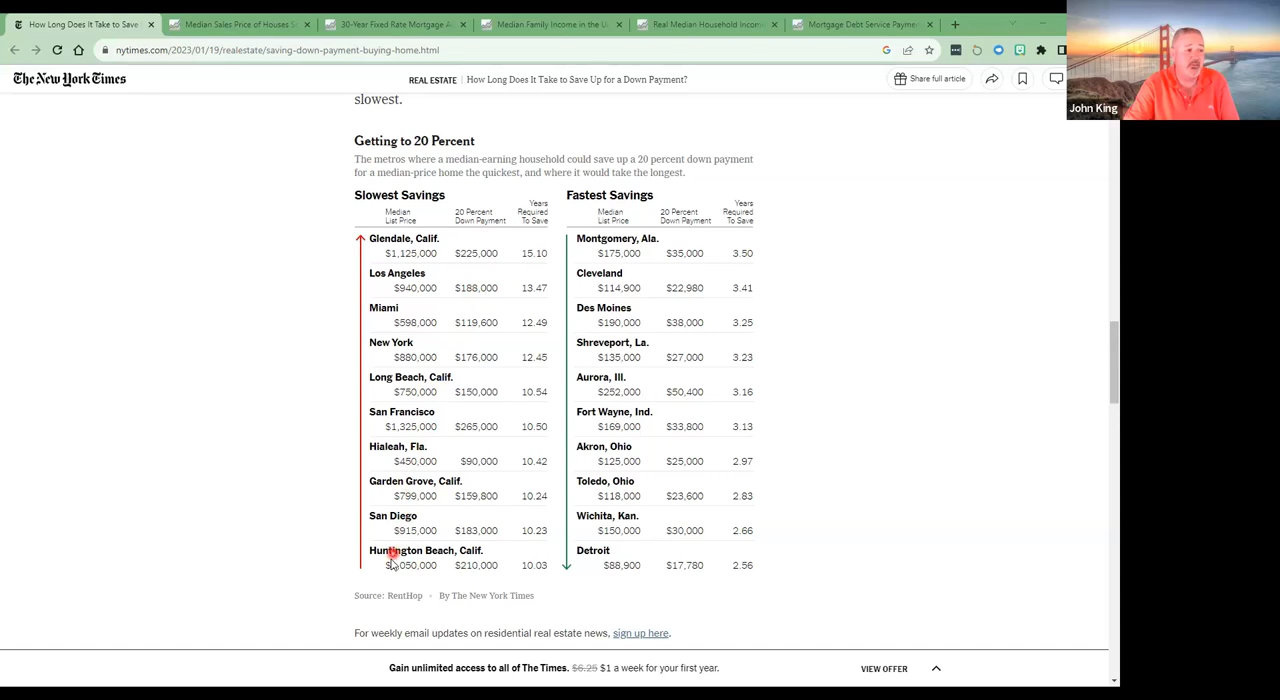 How Long Does It Take to Save
Median Sales Price of Houses S
30-Year Fixed Rate Mortgage A
Median Family Income in the U
Real Median Household Incom
Mortgage Debt Service Payme
nytimes.com/2023/01/19/realestate/saving-down-payment-buying-home.html
The New York Times
REAL ESTATE | How Long Does It Take to Save Up for a Down Payment?
Share full article
John King
slowest.
Getting to 20 Percent
The metros where a median-earning household could save up a 20 percent down payment
for a median-price home the quickest, and where it would take the longest.
Slowest Savings
Median
List Price
20 Percent
Down Payment
Years
Required
To Save
Glendale, Calif.
$1,125,000 $225,000 15.10
Los Angeles
$940,000 $188,000 13.47
Miami
$598,000 $119,600 12.49
New York
$880,000 $176,000 12.45
Long Beach, Calif.
$750,000 $150,000 10.54
San Francisco
$1,325,000 $265,000 10.50
Hialeah, Fla.
$450,000 $90,000 10.42
Garden Grove, Calif.
$799,000 $159,800 10.24
San Diego
$915,000 $183,000 10.23
Huntington Beach, Calif.
$1,050,000 $210,000 10.03
Fastest Savings
Median
List Price
20 Percent
Down Payment
Years
Required
To Save
Montgomery, Ala.
$175,000 $35,000 3.50
Cleveland
$114,900 $22,980 3.41
Des Moines
$190,000 $38,000 3.25
Shreveport, La.
$135,000 $27,000 3.23
Aurora, Ill.
$252,000 $50,400 3.16
Fort Wayne, Ind.
$169,000 $33,800 3.13
Akron, Ohio
$125,000 $25,000 2.97
Toledo, Ohio
$118,000 $23,600 2.83
Wichita, Kan.
$150,000 $30,000 2.66
Detroit
$88,900 $17,780 2.56
Source: RentHop • By The New York Times
For weekly email updates on residential real estate news, sign up here.
Gain unlimited access to all of The Times. $6.25 $1 a week for your first year.
VIEW OFFER